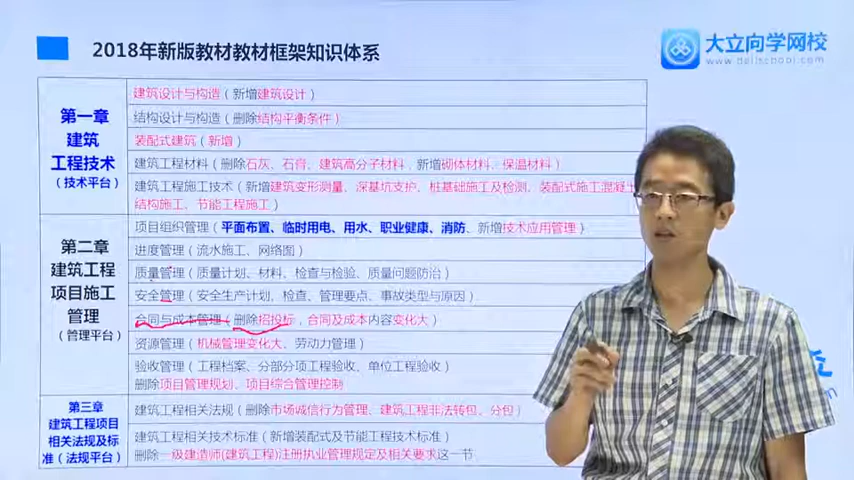 2018年新版教材教材框架知识体系
大立向学网校
www.dalischool.com
第一章
建筑
工程技术
（技术平台）
建筑设计与构造（新增建筑设计）
结构设计与构造（删除结构平衡条件）
装配式建筑（新增）
建筑工程材料（删除石灰、石膏、建筑高分子材料，新增砌体材料、保温材料）
建筑工程施工技术（新增建筑变形测量、深基坑支护、桩基础施工及检测、装配式施工混凝土
结构施工、节能工程施工）
第二章
建筑工程
项目施工
管理
（管理平台）
项目组织管理（平面布置、临时用电、用水、职业健康、消防、新增技术应用管理）
进度管理（流水施工、网络图）
质量管理（质量计划、材料、检查与检验、质量问题防治）
安全管理（安全生产计划、检查、管理要点、事故类型与原因）
合同与成本管理（删除招投标，合同及成本内容变化大）
资源管理（机械管理变化大、劳动力管理）
验收管理（工程档案、分部分项工程验收、单位工程验收）
删除项目管理规划、项目综合管理控制
第三章
建筑工程项目
相关法规及标
准（法规平台）
建筑工程相关法规（删除市场诚信行为管理、建筑工程非法转包、分包）
建筑工程相关技术标准（新增装配式及节能工程技术标准）
删除一级建造师(建筑工程)注册执业管理规定及相关要求这一节